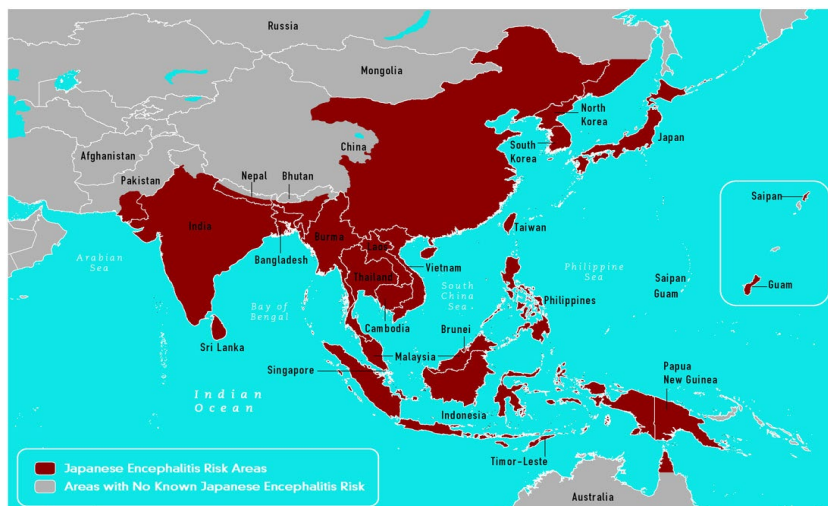 Russia
Mongolia
Afghanistan
China
North
Korea
South
Korea
Japan
Pakistan
Nepal
Bhutan
India
Saipan
Burma
Taiwan
Laos
Bangladesh
Arabian
Sea
Vietnam
Thailand
Philippine
Sea
Saipan
Guam
Guam
South
China
Sea
Bay of
Bengal
Philippines
Cambodia
Brunei
Sri Lanka
Malaysia
Singapore
Papua
New Guinea
Indian
Ocean
Indonesia
Timor-Leste
Japanese Encephalitis Risk Areas
Areas with No Known Japanese Encephalitis Risk
Australia